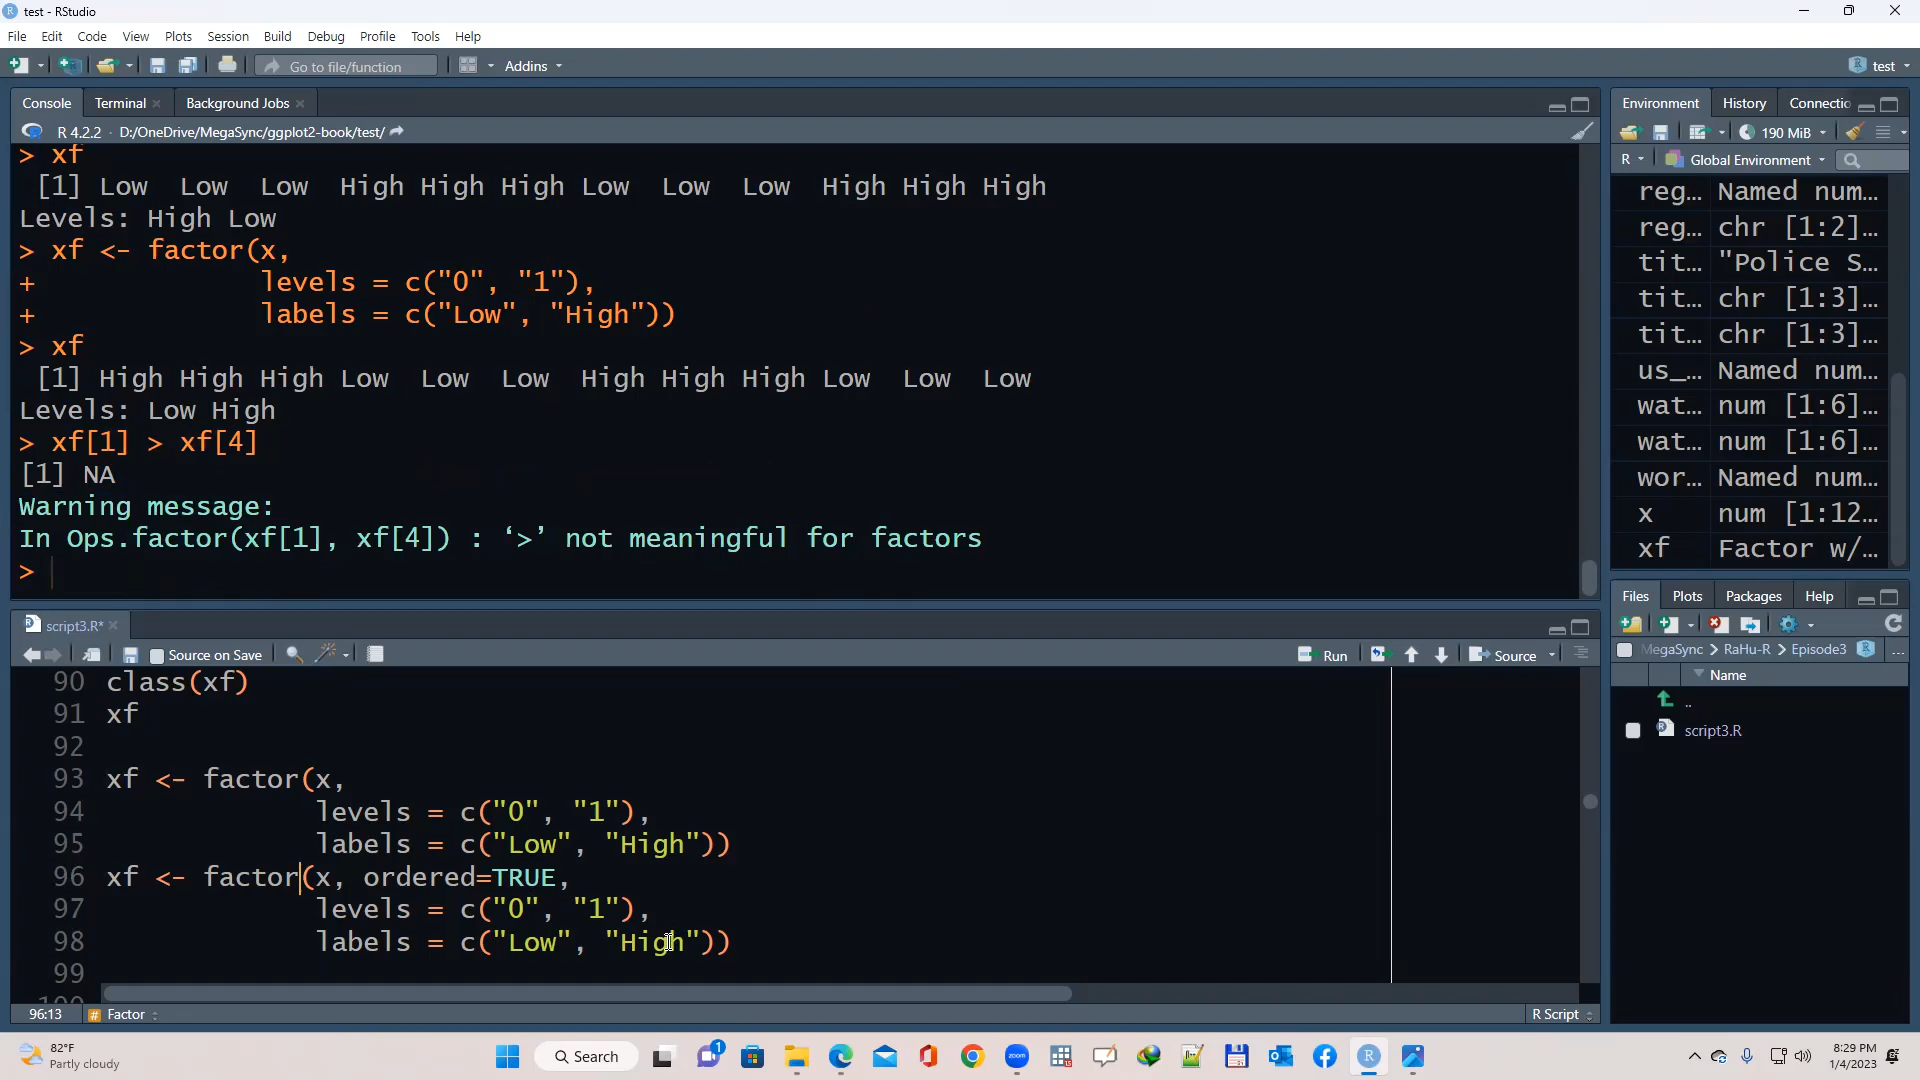 test - RStudio
File Edit Code View Plots Session Build Debug Profile Tools Help
Go to file/function Addins test
Console Terminal Background Jobs
R 4.2.2 · D:/OneDrive/MegaSync/ggplot2-book/test/
> xf
[1] Low Low Low High High High Low Low Low High High High
Levels: High Low
> xf <- factor(x,
+ levels = c("0", "1"),
+ labels = c("Low", "High"))
> xf
[1] High High High Low Low Low High High High Low Low Low
Levels: Low High
> xf[1] > xf[4]
[1] NA
Warning message:
In Ops.factor(xf[1], xf[4]) : ‘>’ not meaningful for factors
>
script3.R*
Source on Save Run Source
90 class(xf)
91 xf
92
93 xf <- factor(x,
94 levels = c("0", "1"),
95 labels = c("Low", "High"))
96 xf <- factor(x, ordered=TRUE,
97 levels = c("0", "1"),
98 labels = c("Low", "High"))
99
100
96:13 # Factor R Script
Environment History Connectio
190 MiB
R Global Environment
reg... Named num...
reg... chr [1:2]...
tit... "Police S...
tit... chr [1:3]...
tit... chr [1:3]...
us_... Named num...
wat... num [1:6]...
wat... num [1:6]...
wor... Named num...
x num [1:12...
xf Factor w/...
Files Plots Packages Help
MegaSync > RaHu-R > Episode3 ...
Name
..
script3.R
82°F
Partly cloudy
Search
1
zoom
8:29 PM
1/4/2023